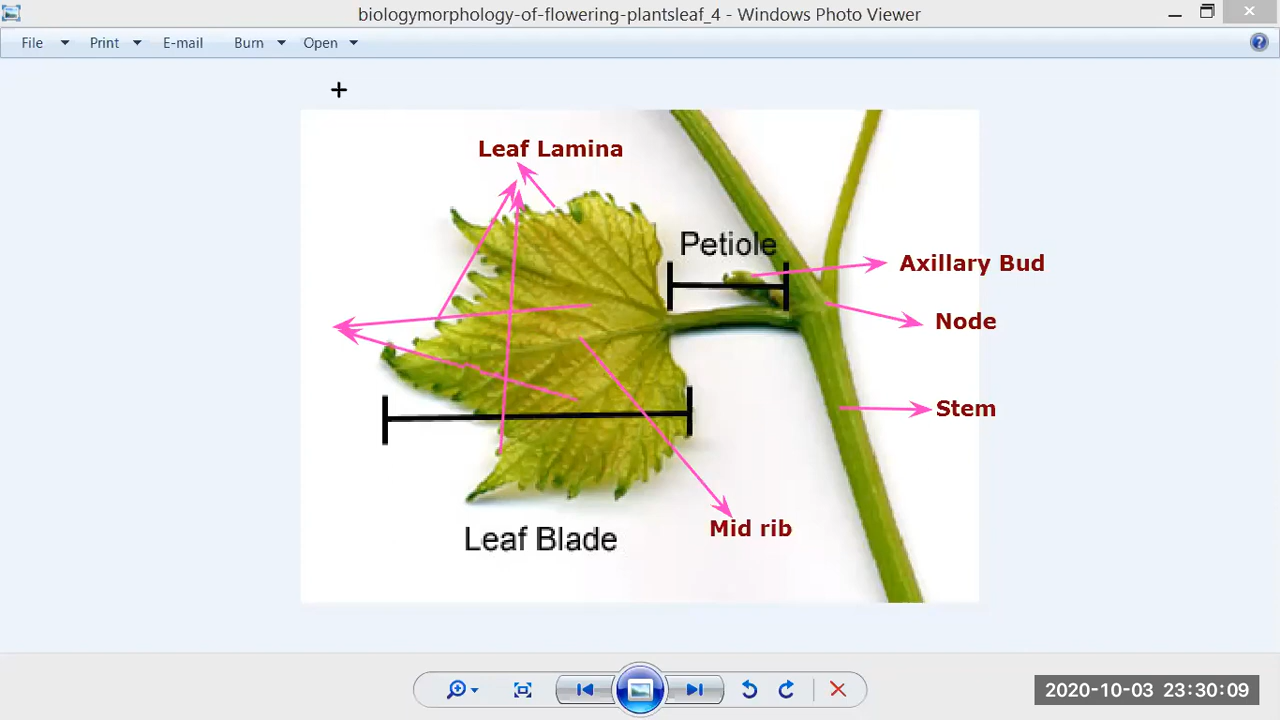 biologymorphology-of-flowering-plantsleaf_4 - Windows Photo Viewer
File Print E-mail Burn Open
Leaf Lamina
Petiole
Axillary Bud
Node
Stem
Mid rib
Leaf Blade
2020-10-03 23:30:09